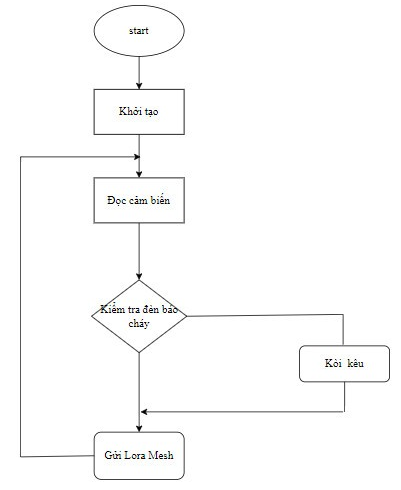 start
Khởi tạo
Đọc cảm biến
Kiểm tra đèn báo
cháy
Kòi kêu
Gửi Lora Mesh